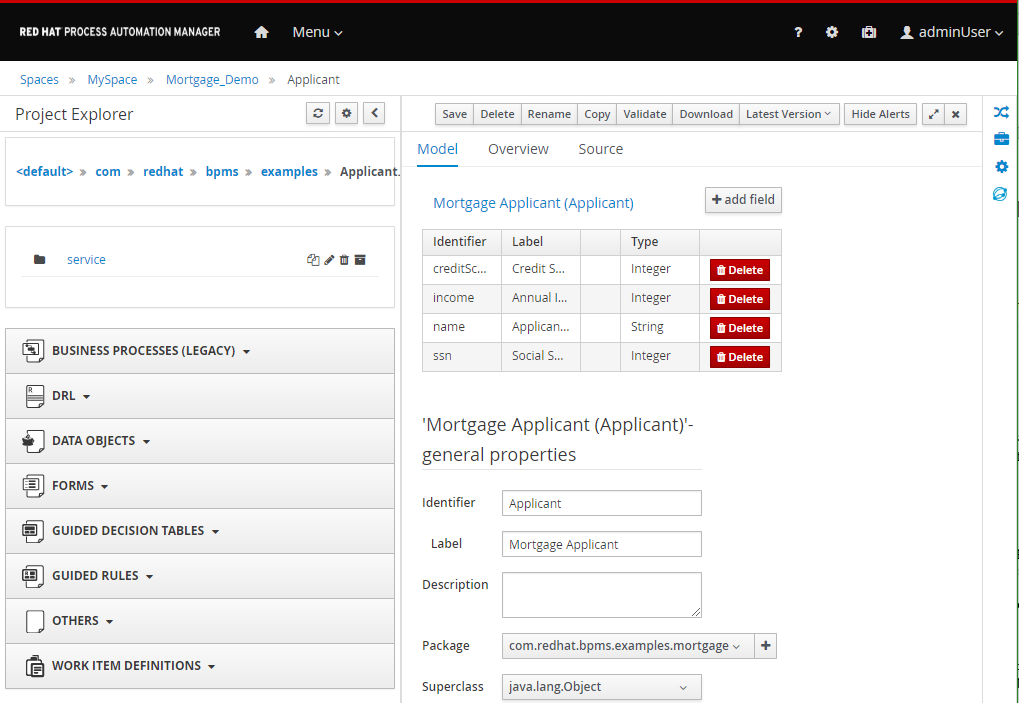 RED HAT PROCESS AUTOMATION MANAGER Menu ? adminUser
Spaces » MySpace » Mortgage_Demo » Applicant
Project Explorer
<default> » com » redhat » bpms » examples » Applicant.
service
BUSINESS PROCESSES (LEGACY)
DRL
DATA OBJECTS
FORMS
GUIDED DECISION TABLES
GUIDED RULES
OTHERS
WORK ITEM DEFINITIONS
Save Delete Rename Copy Validate Download Latest Version Hide Alerts
Model Overview Source
Mortgage Applicant (Applicant) + add field
Identifier Label Type
creditSc... Credit S... Integer Delete
income Annual I... Integer Delete
name Applican... String Delete
ssn Social S... Integer Delete
'Mortgage Applicant (Applicant)'-
general properties
Identifier Applicant
Label Mortgage Applicant
Description
Package com.redhat.bpms.examples.mortgage +
Superclass java.lang.Object